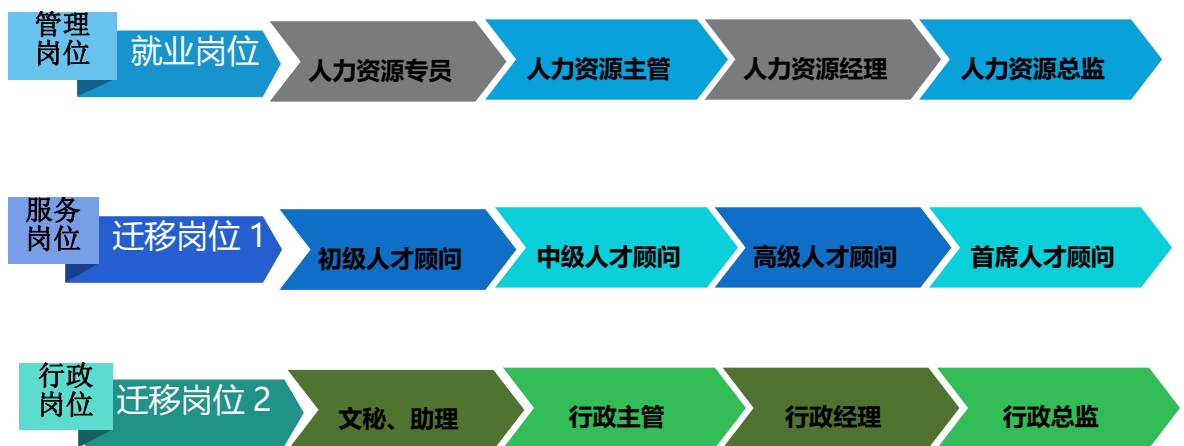 管理
岗位
就业岗位
人力资源专员
人力资源主管
人力资源经理
人力资源总监
服务
岗位
迁移岗位 1
初级人才顾问
中级人才顾问
高级人才顾问
首席人才顾问
行政
岗位
迁移岗位 2
文秘、助理
行政主管
行政经理
行政总监